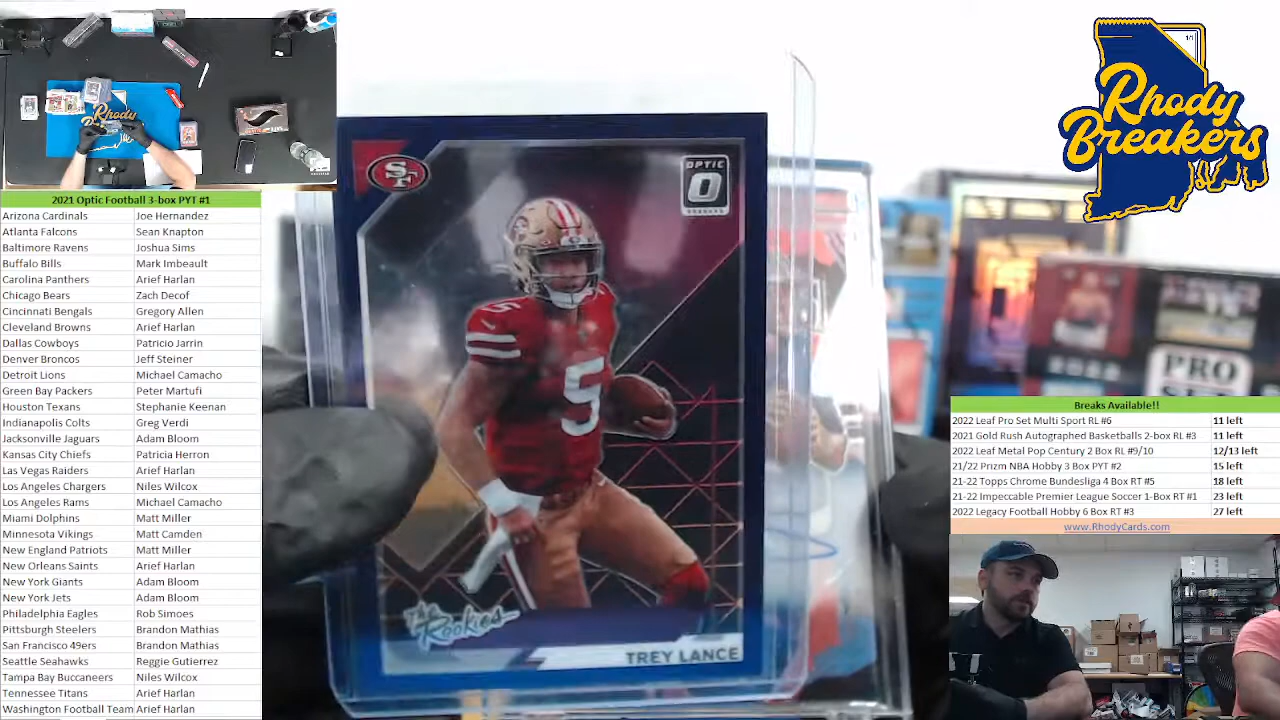 2021 Optic Football 3-box PYT #1
Arizona Cardinals Joe Hernandez
Atlanta Falcons Sean Knapton
Baltimore Ravens Joshua Sims
Buffalo Bills Mark Imbeault
Carolina Panthers Arief Harlan
Chicago Bears Zach Decof
Cincinnati Bengals Gregory Allen
Cleveland Browns Arief Harlan
Dallas Cowboys Patricio Jarrin
Denver Broncos Jeff Steiner
Detroit Lions Michael Camacho
Green Bay Packers Peter Martufi
Houston Texans Stephanie Keenan
Indianapolis Colts Greg Verdi
Jacksonville Jaguars Adam Bloom
Kansas City Chiefs Patricia Herron
Las Vegas Raiders Arief Harlan
Los Angeles Chargers Niles Wilcox
Los Angeles Rams Michael Camacho
Miami Dolphins Matt Miller
Minnesota Vikings Matt Camden
New England Patriots Matt Miller
New Orleans Saints Arief Harlan
New York Giants Adam Bloom
New York Jets Adam Bloom
Philadelphia Eagles Rob Simoes
Pittsburgh Steelers Brandon Mathias
San Francisco 49ers Brandon Mathias
Seattle Seahawks Reggie Gutierrez
Tampa Bay Buccaneers Niles Wilcox
Tennessee Titans Arief Harlan
Washington Football Team Arief Harlan
Rhody
SF
OPTIC
O
5
5
The Rookies
TREY LANCE
PRO
1/1
Rhody
Breakers
Breaks Available!!
2022 Leaf Pro Set Multi Sport RL #6 11 left
2021 Gold Rush Autographed Basketballs 2-box RL #3 11 left
2022 Leaf Metal Pop Century 2 Box RL #9/10 12/13 left
21/22 Prizm NBA Hobby 3 Box PYT #2 15 left
21-22 Topps Chrome Bundesliga 4 Box RT #5 18 left
21-22 Impeccable Premier League Soccer 1-Box RT #1 23 left
2022 Legacy Football Hobby 6 Box RT #3 27 left
www.RhodyCards.com